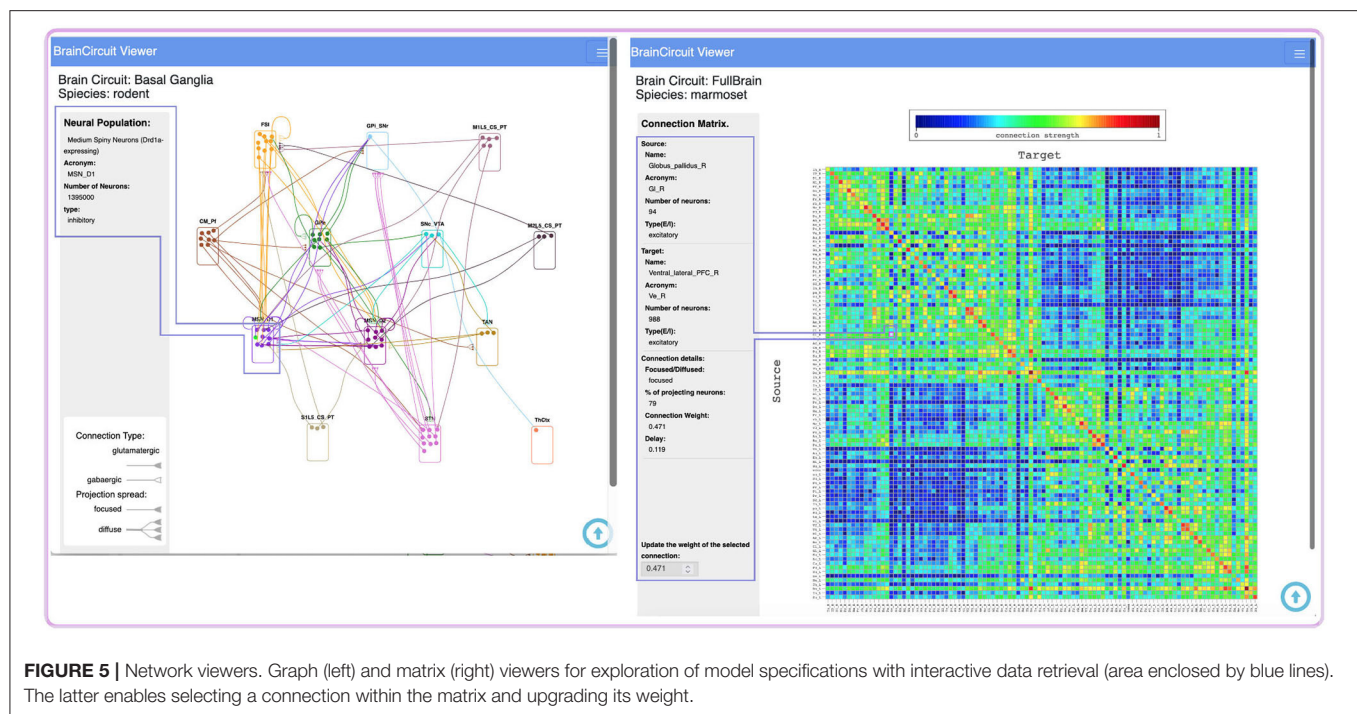 BrainCircuit Viewer
Brain Circuit: Basal Ganglia
Spiecies: rodent
Neural Population:
Medium Spiny Neurons (Drd1a-
expressing)
Acronym:
MSN_D1
Number of Neurons:
1395000
type:
inhibitory
FSI
GPi_SNr
M1L5_CS_PT
CM_Pf
GPe
SNc_VTA
M2L5_CS_PT
MSN_D1
MSN_D2
TAN
S1L5_CS_PT
STN
ThCtx
Connection Type:
glutamatergic
gabaergic
Projection spread:
focused
diffuse
BrainCircuit Viewer
Brain Circuit: FullBrain
Spiecies: marmoset
Connection Matrix.
Source:
Name:
Globus_pallidus_R
Acronym:
Gl_R
Number of neurons:
94
Type(E/I):
excitatory
Target:
Name:
Ventral_lateral_PFC_R
Acronym:
Ve_R
Number of neurons:
988
Type(E/I):
excitatory
Connection details:
Focused/Diffused:
focused
% of projecting neurons:
79
Connection Weight:
0.471
Delay:
0.119
Update the weight of the selected
connection:
0.471
0 connection strength 1
Target
Source
FIGURE 5 | Network viewers. Graph (left) and matrix (right) viewers for exploration of model specifications with interactive data retrieval (area enclosed by blue lines).
The latter enables selecting a connection within the matrix and upgrading its weight.